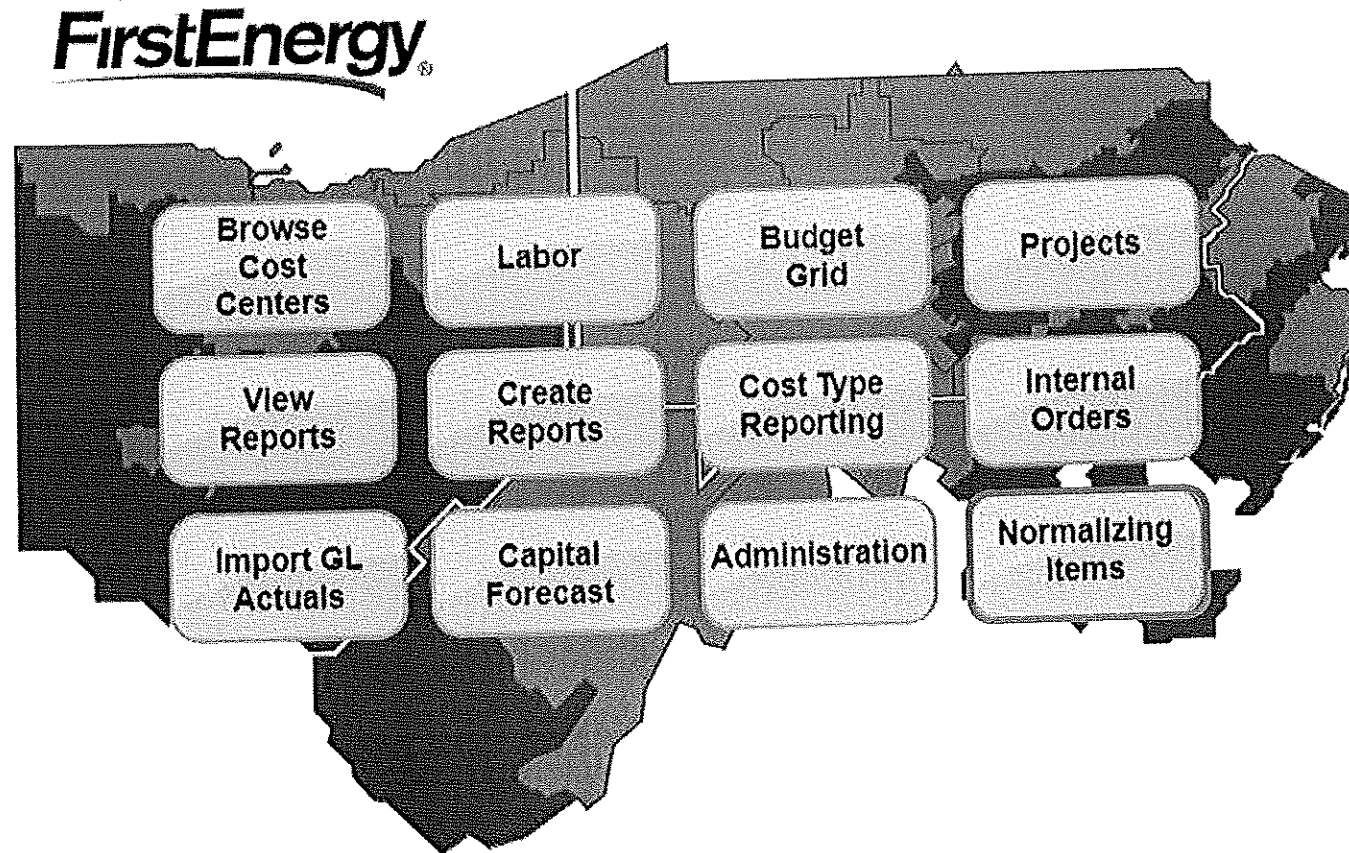 FirstEnergy®
Browse
Cost
Centers
Labor
Budget
Grid
Projects
View
Reports
Create
Reports
Cost Type
Reporting
Internal
Orders
Import GL
Actuals
Capital
Forecast
Administration
Normalizing
Items